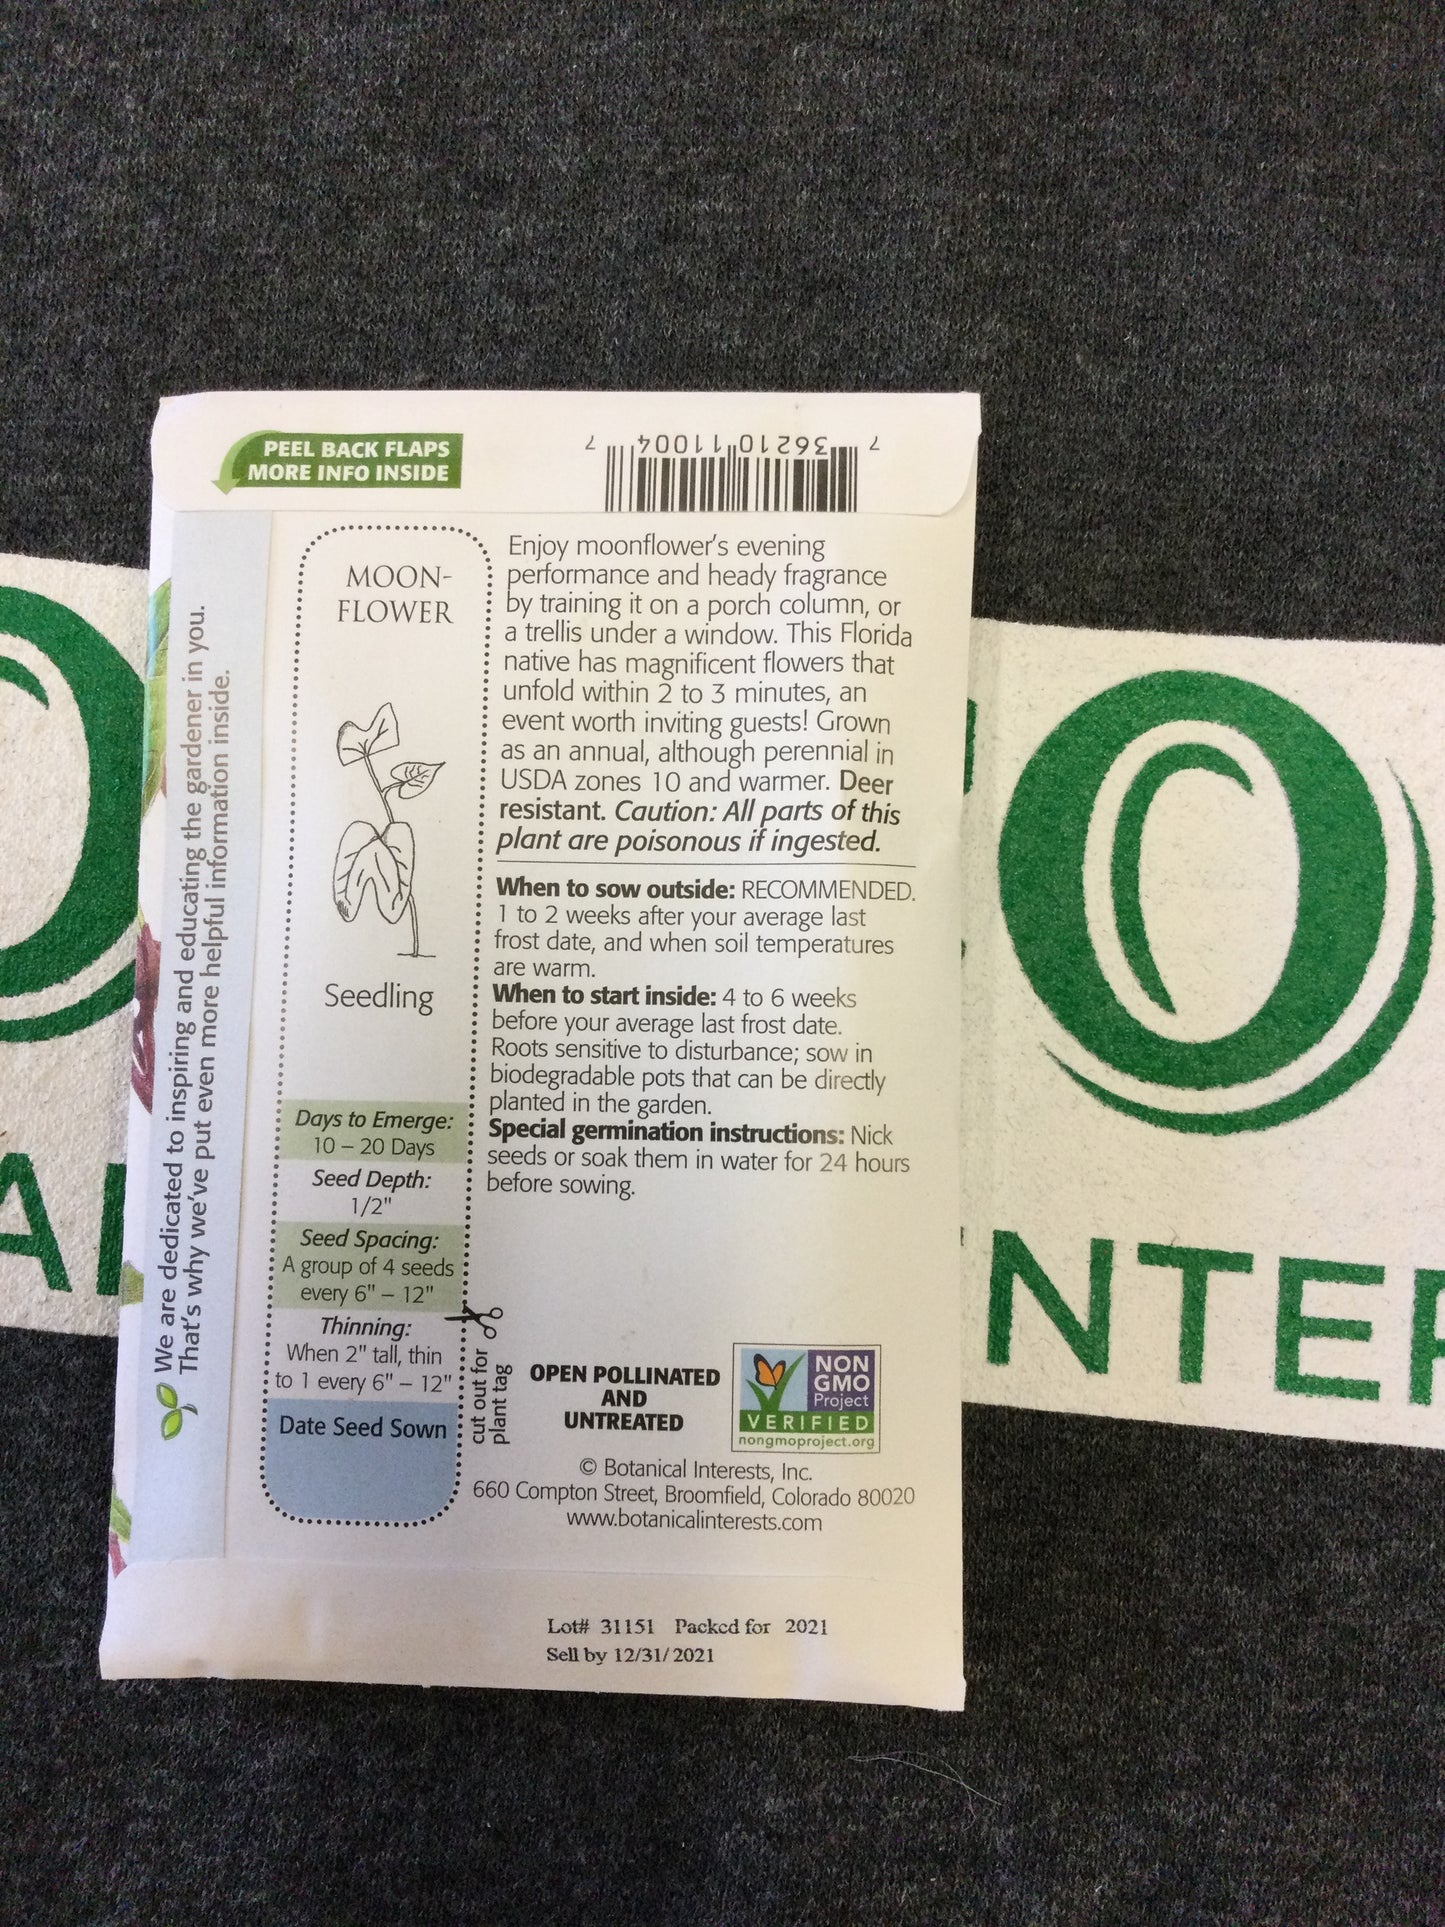 PEEL BACK FLAPS
MORE INFO INSIDE
7 36210 11004 7
We are dedicated to inspiring and educating the gardener in you.
That's why we've put even more helpful information inside.
MOON-
FLOWER
Seedling
Days to Emerge:
10 – 20 Days
Seed Depth:
1/2"
Seed Spacing:
A group of 4 seeds
every 6" – 12"
Thinning:
When 2" tall, thin
to 1 every 6" – 12"
Date Seed Sown
cut out for
plant tag
Enjoy moonflower's evening
performance and heady fragrance
by training it on a porch column, or
a trellis under a window. This Florida
native has magnificent flowers that
unfold within 2 to 3 minutes, an
event worth inviting guests! Grown
as an annual, although perennial in
USDA zones 10 and warmer. Deer
resistant. Caution: All parts of this
plant are poisonous if ingested.
When to sow outside: RECOMMENDED.
1 to 2 weeks after your average last
frost date, and when soil temperatures
are warm.
When to start inside: 4 to 6 weeks
before your average last frost date.
Roots sensitive to disturbance; sow in
biodegradable pots that can be directly
planted in the garden.
Special germination instructions: Nick
seeds or soak them in water for 24 hours
before sowing.
OPEN POLLINATED
AND
UNTREATED
NON
GMO
Project
VERIFIED
nongmoproject.org
© Botanical Interests, Inc.
660 Compton Street, Broomfield, Colorado 80020
www.botanicalinterests.com
Lot# 31151 Packed for 2021
Sell by 12/31/2021
O
NTER